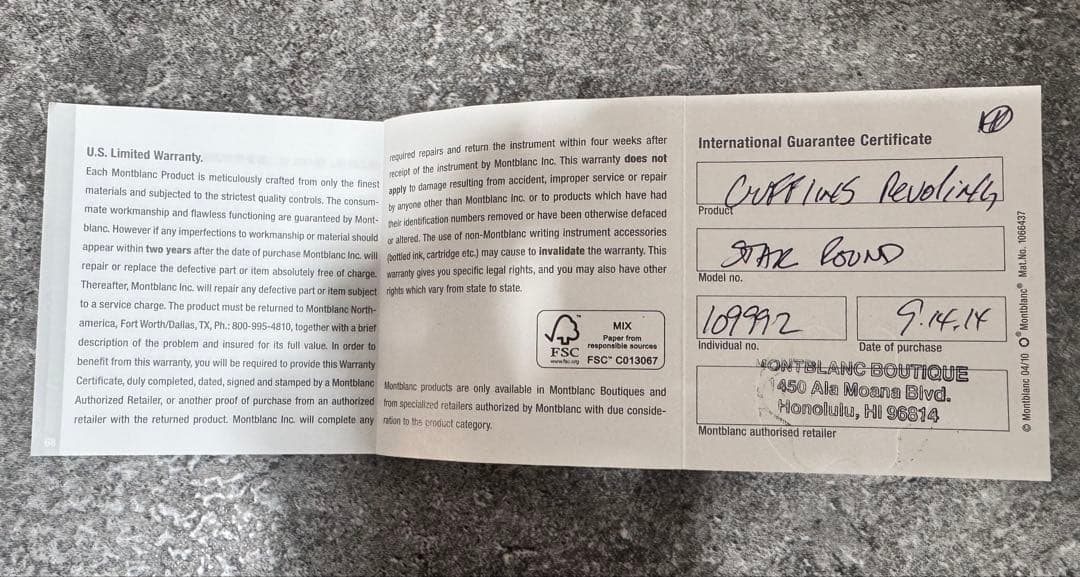 U.S. Limited Warranty.
Each Montblanc Product is meticulously crafted from only the finest
materials and subjected to the strictest quality controls. The consum-
mate workmanship and flawless functioning are guaranteed by Mont-
blanc. However if any imperfections to workmanship or material should
appear within two years after the date of purchase Montblanc Inc. will
repair or replace the defective part or item absolutely free of charge.
Thereafter, Montblanc Inc. will repair any defective part or item subject
to a service charge. The product must be returned to Montblanc North-
america, Fort Worth/Dallas, TX, Ph.: 800-995-4810, together with a brief
description of the problem and insured for its full value. In order to
benefit from this warranty, you will be required to provide this Warranty
Certificate, duly completed, dated, signed and stamped by a Montblanc
Authorized Retailer, or another proof of purchase from an authorized
retailer with the returned product. Montblanc Inc. will complete any
68
required repairs and return the instrument within four weeks after
receipt of the instrument by Montblanc Inc. This warranty does not
apply to damage resulting from accident, improper service or repair
by anyone other than Montblanc Inc. or to products which have had
their identification numbers removed or have been otherwise defaced
or altered. The use of non-Montblanc writing instrument accessories
(bottled ink, cartridge etc.) may cause to invalidate the warranty. This
warranty gives you specific legal rights, and you may also have other
rights which vary from state to state.
FSC
www.fsc.org
MIX
Paper from
responsible sources
FSC™ C013067
Montblanc products are only available in Montblanc Boutiques and
from specialized retailers authorized by Montblanc with due conside-
ration to the product category.
International Guarantee Certificate
Product
STAR ROUND
Model no.
109992
Individual no.
9.14.14
Date of purchase
MONTBLANC BOUTIQUE
1450 Ala Moana Blvd.
Honolulu, HI 96814
Montblanc authorised retailer
© Montblanc 04/10 Montblanc® Mat.No. 1066437